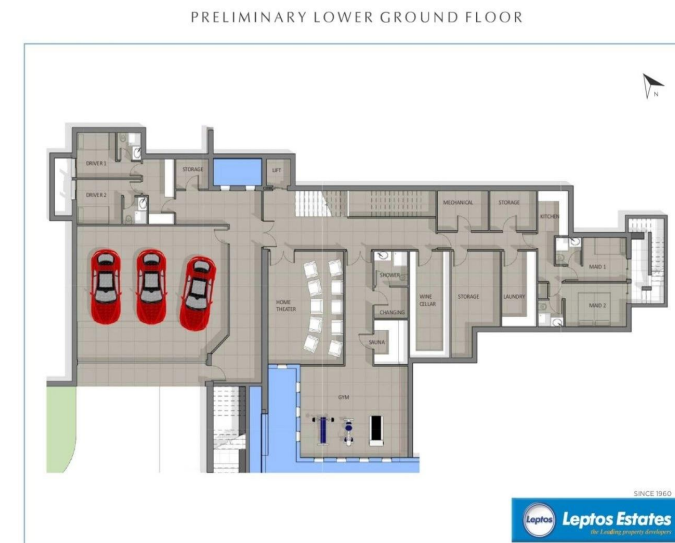 PRELIMINARY LOWER GROUND FLOOR
N
DRIVER 1
STORAGE
LIFT
DRIVER 2
MECHANICAL
STORAGE
KITCHEN
SHOWER
MAID 1
HOME
THEATER
WINE
CELLAR
STORAGE
LAUNDRY
MAID 2
CHANGING
SAUNA
GYM
SINCE 1960
Leptos
Leptos Estates
the Leading property developers